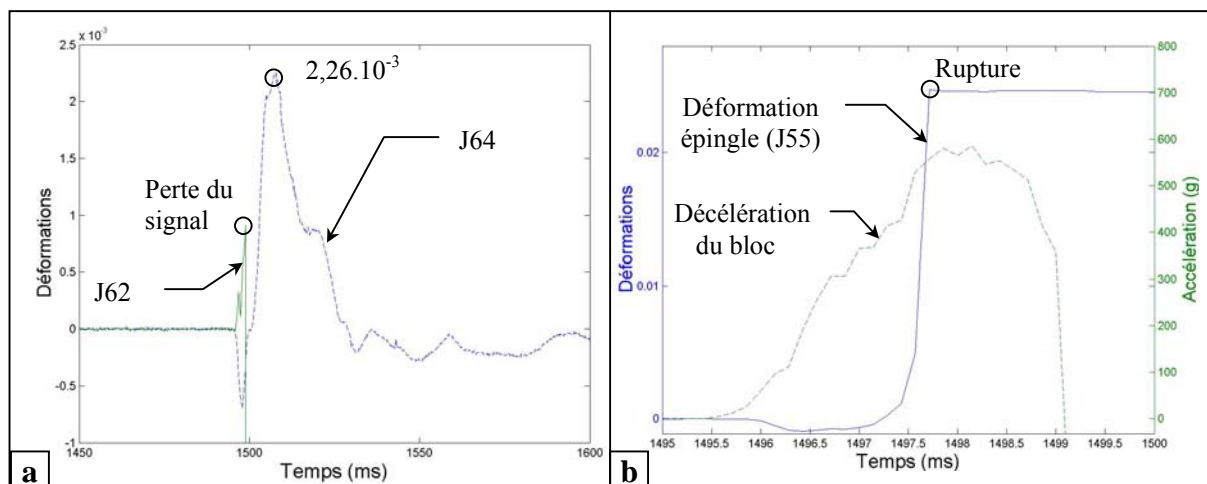 x 10-3
2.5
2
1.5
1
0.5
0
-0.5
-1
1450
1500
1550
1600
Déformations
Temps (ms)
2,26.10-3
J64
Perte du
signal
J62
a
0.02
0.01
0
1495
1495.5
1496
1496.5
1497
1497.5
1498
1498.5
1499
1499.5
1500
Déformations
Temps (ms)
800
700
600
500
400
300
200
100
0
Accélération (g)
Rupture
Déformation
épingle (J55)
Décélération
du bloc
b